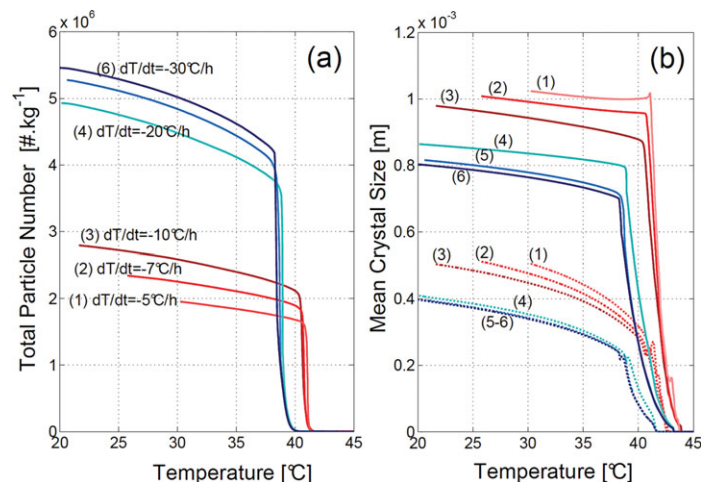 x 10⁶
6
5
4
3
2
1
0
20 25 30 35 40 45
Total Particle Number [#.kg⁻¹]
Temperature [°C]
(a)
(6) dT/dt=-30°C/h
(4) dT/dt=-20°C/h
(3) dT/dt=-10°C/h
(2) dT/dt=-7°C/h
(1) dT/dt=-5°C/h
x 10⁻³
1.2
1
0.8
0.6
0.4
0.2
0
20 25 30 35 40 45
Mean Crystal Size [m]
Temperature [°C]
(b)
(1)
(2)
(3)
(4)
(5)
(6)
(1)
(2)
(3)
(4)
(5-6)